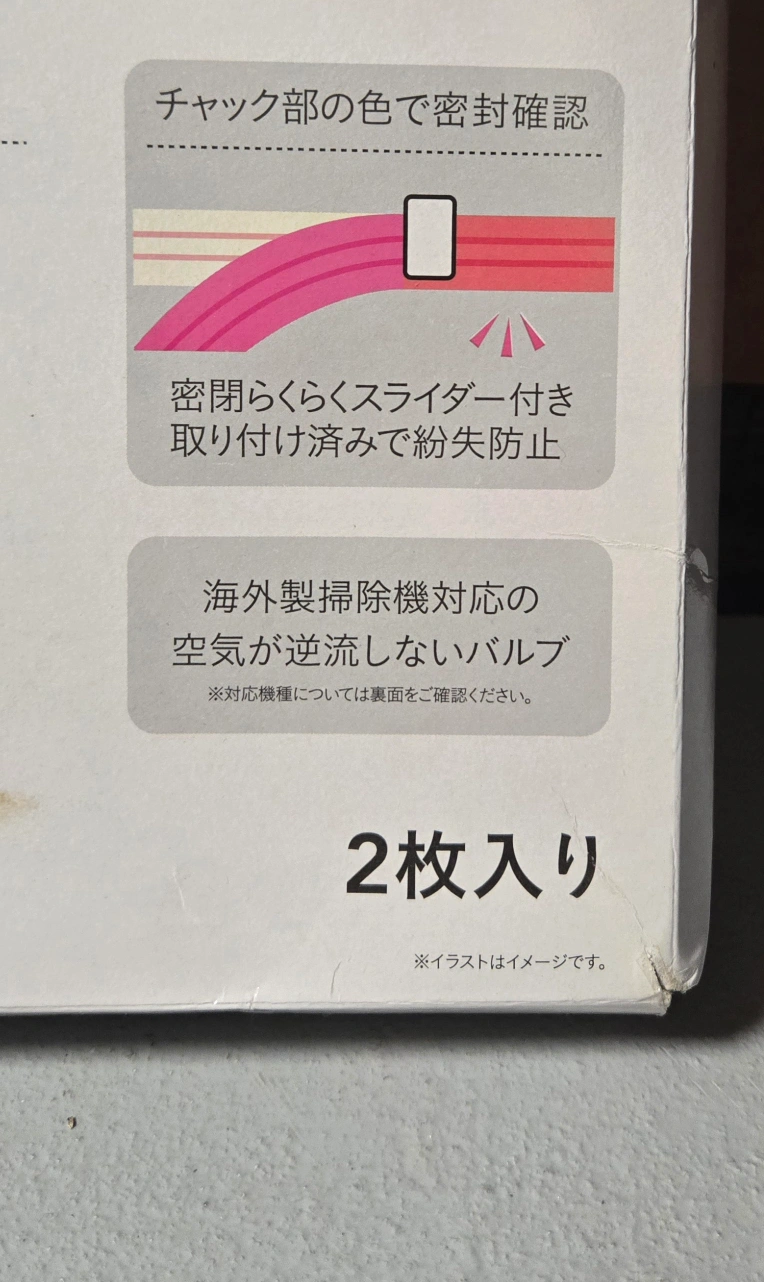 チャック部の色で密封確認
密閉らくらくスライダー付き
取り付け済みで紛失防止
海外製掃除機対応の
空気が逆流しないバルブ
※対応機種については裏面をご確認ください。
2枚入り
※イラストはイメージです。